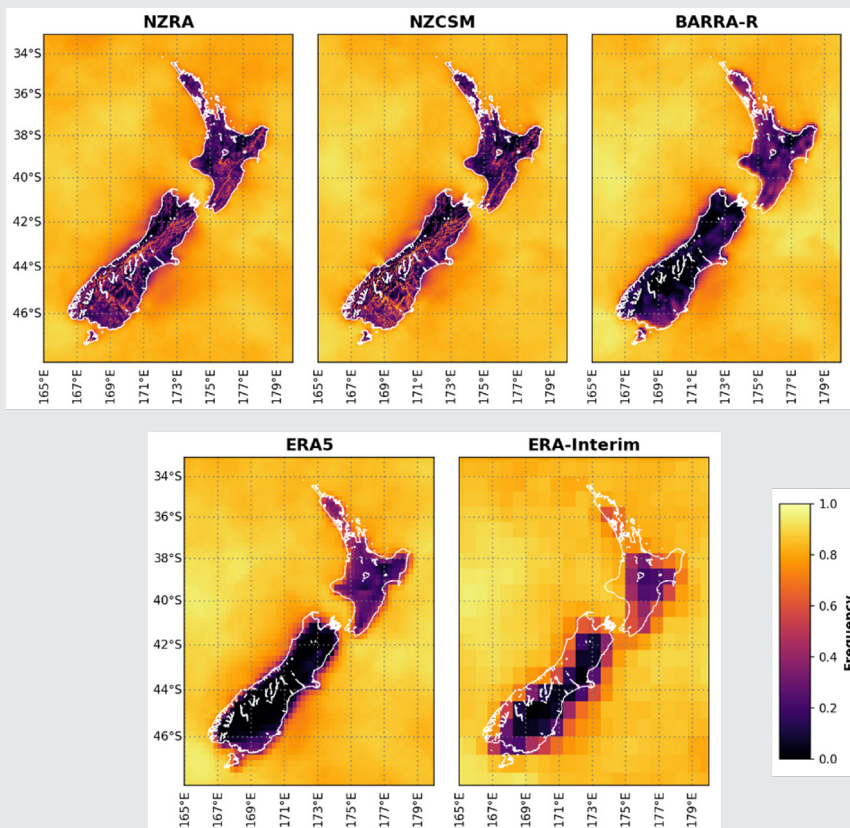 NZRA NZCSM BARRA-R
34°S
36°S
38°S
40°S
42°S
44°S
46°S
165°E 167°E 169°E 171°E 173°E 175°E 177°E 179°E 165°E 167°E 169°E 171°E 173°E 175°E 177°E 179°E 165°E 167°E 169°E 171°E 173°E 175°E 177°E 179°E
ERA5 ERA-Interim
34°S
36°S
38°S
40°S
42°S
44°S
46°S
165°E 167°E 169°E 171°E 173°E 175°E 177°E 179°E 165°E 167°E 169°E 171°E 173°E 175°E 177°E 179°E
1.0
0.8
0.6
0.4
0.2
0.0
Frequency